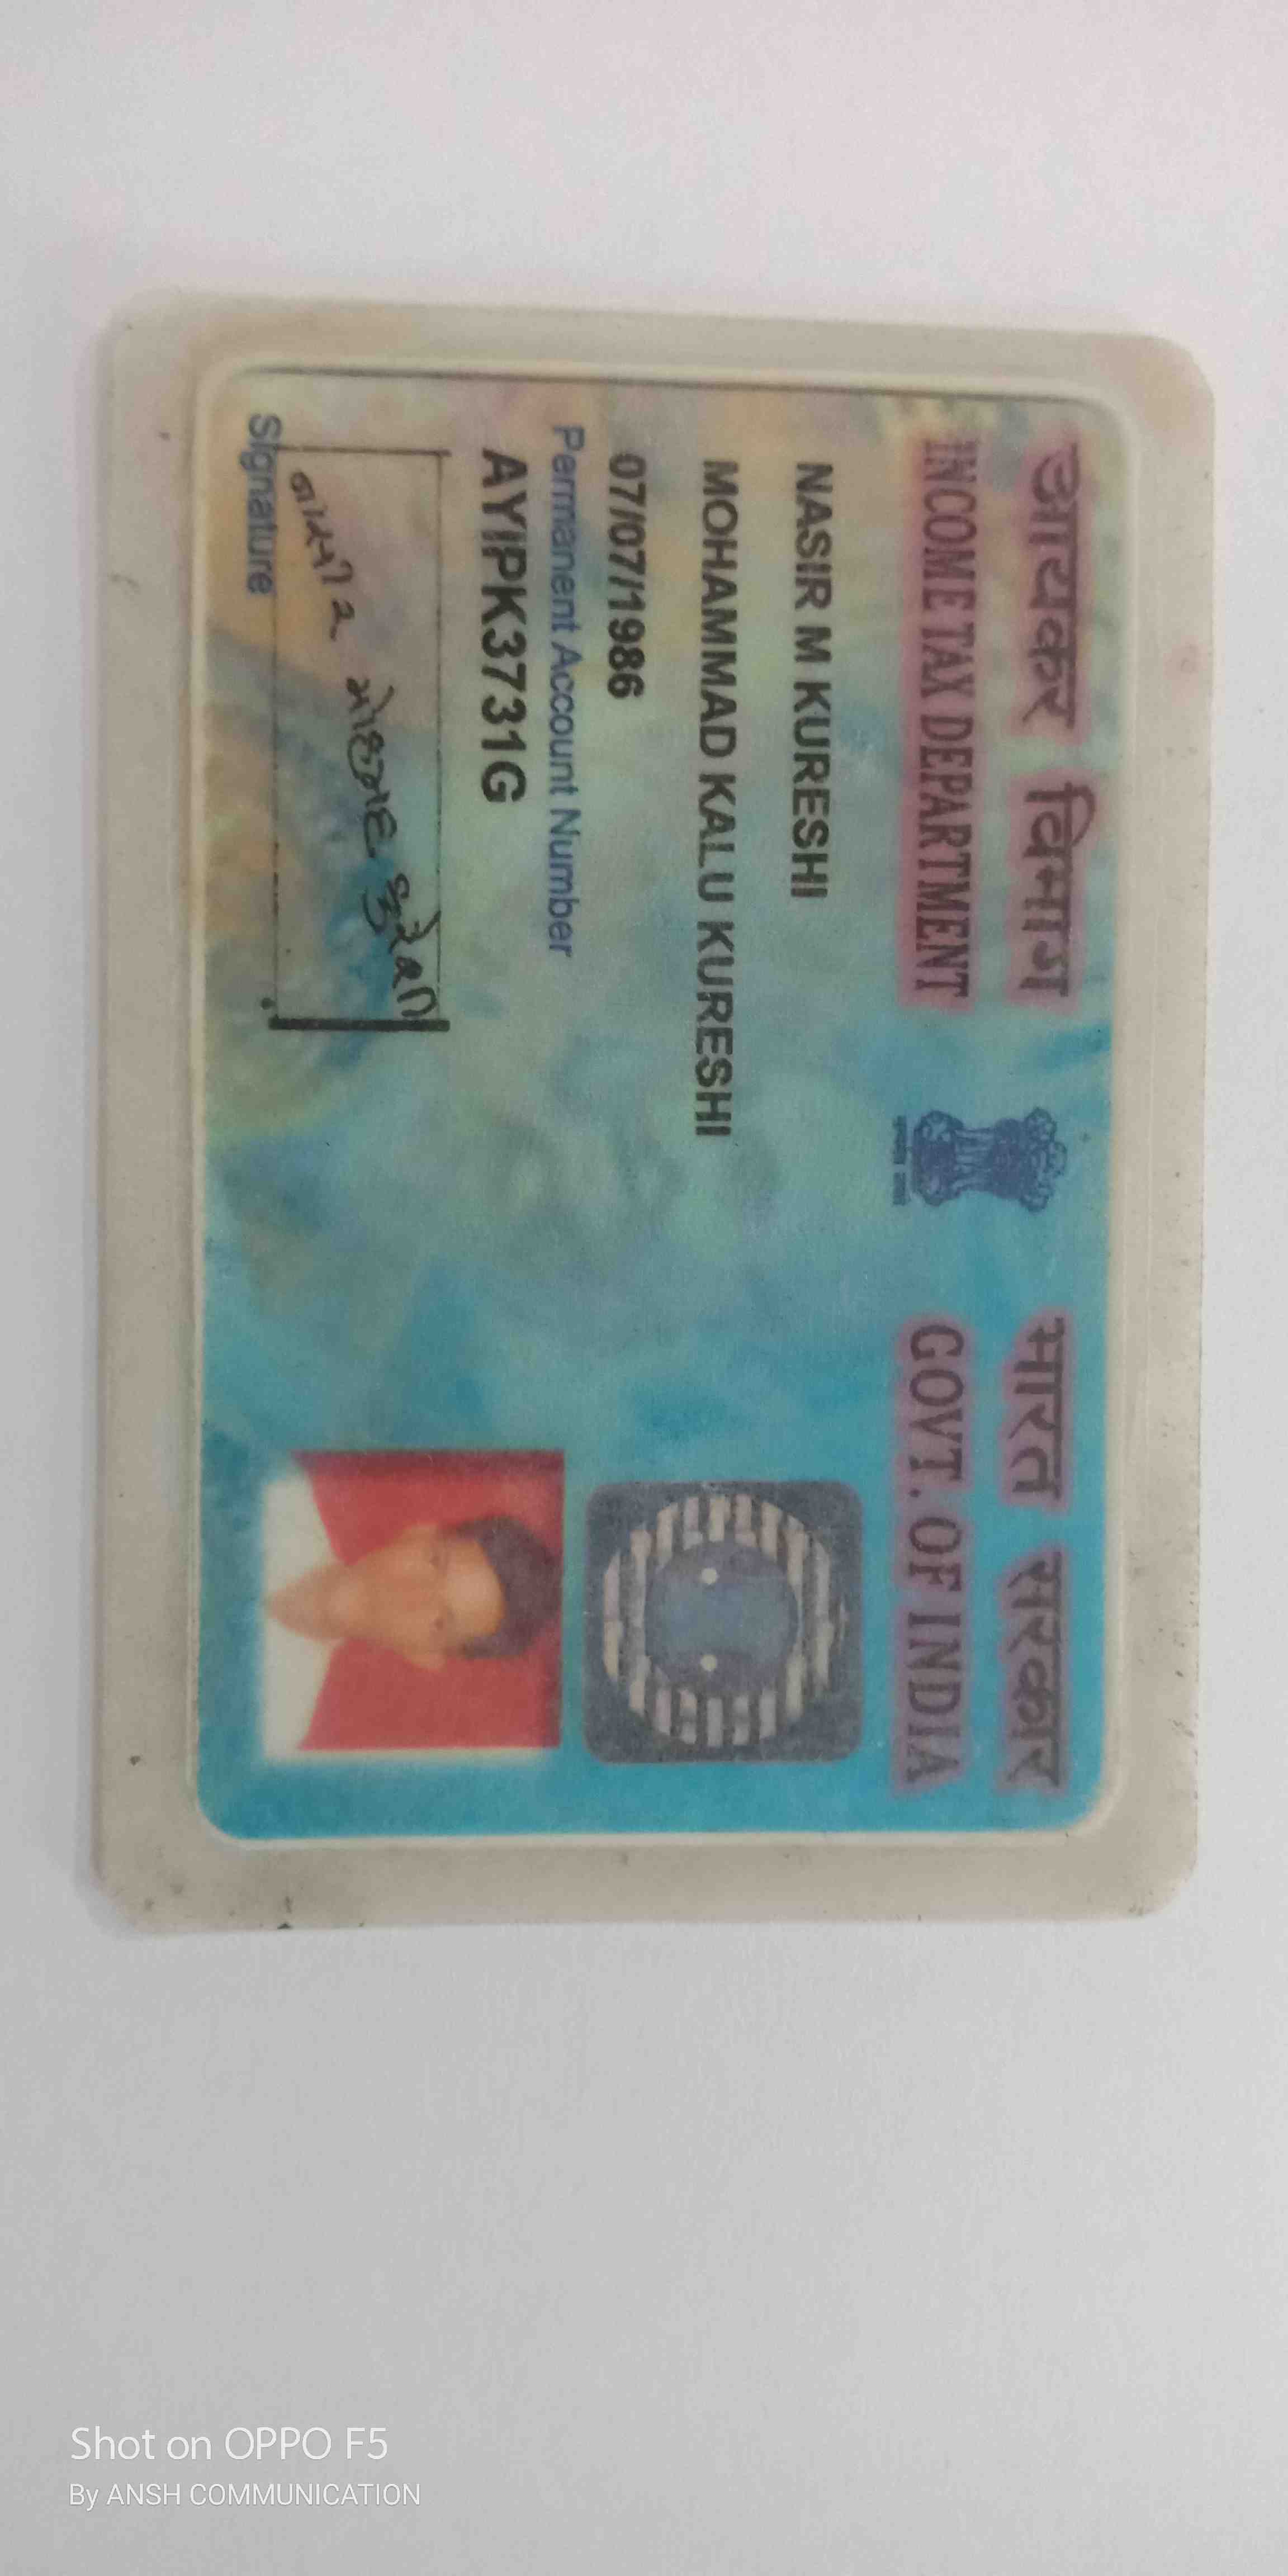 आयकर विभाग
INCOME TAX DEPARTMENT
भारत सरकार
GOVT. OF INDIA
NASIR M KURESHI
MOHAMMAD KALU KURESHI
07/07/1986
Permanent Account Number
AYIPK3731G
Signature
Shot on OPPO F5
By ANSH COMMUNICATION